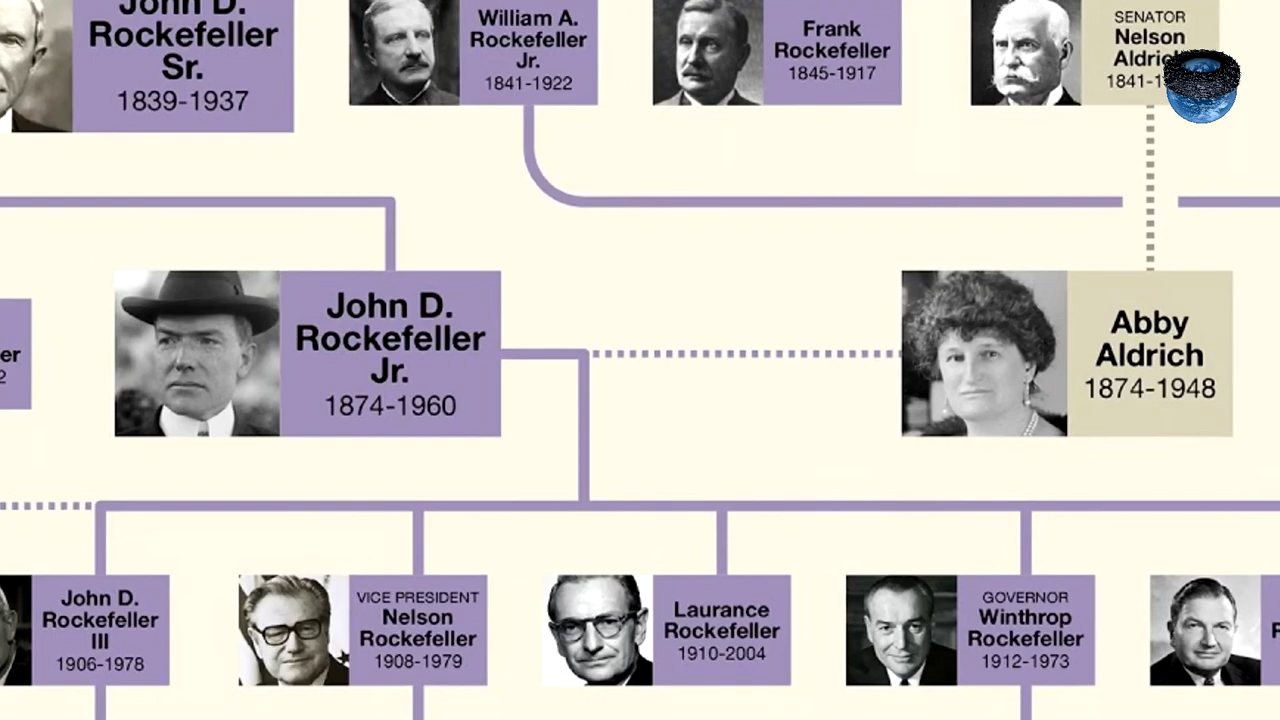 John D.
Rockefeller
Sr.
1839-1937
William A.
Rockefeller
Jr.
1841-1922
Frank
Rockefeller
1845-1917
SENATOR
Nelson
1874-1960
John D.
Rockefeller
Jr.
Abby
Aldrich
1874-1948
John D.
Rockefeller
III
1906-1978
VICE PRESIDENT
Nelson
Rockefeller
1908-1979
Laurance
Rockefeller
1910-2004
GOVERNOR
Winthrop
Rockefeller
1912-1973